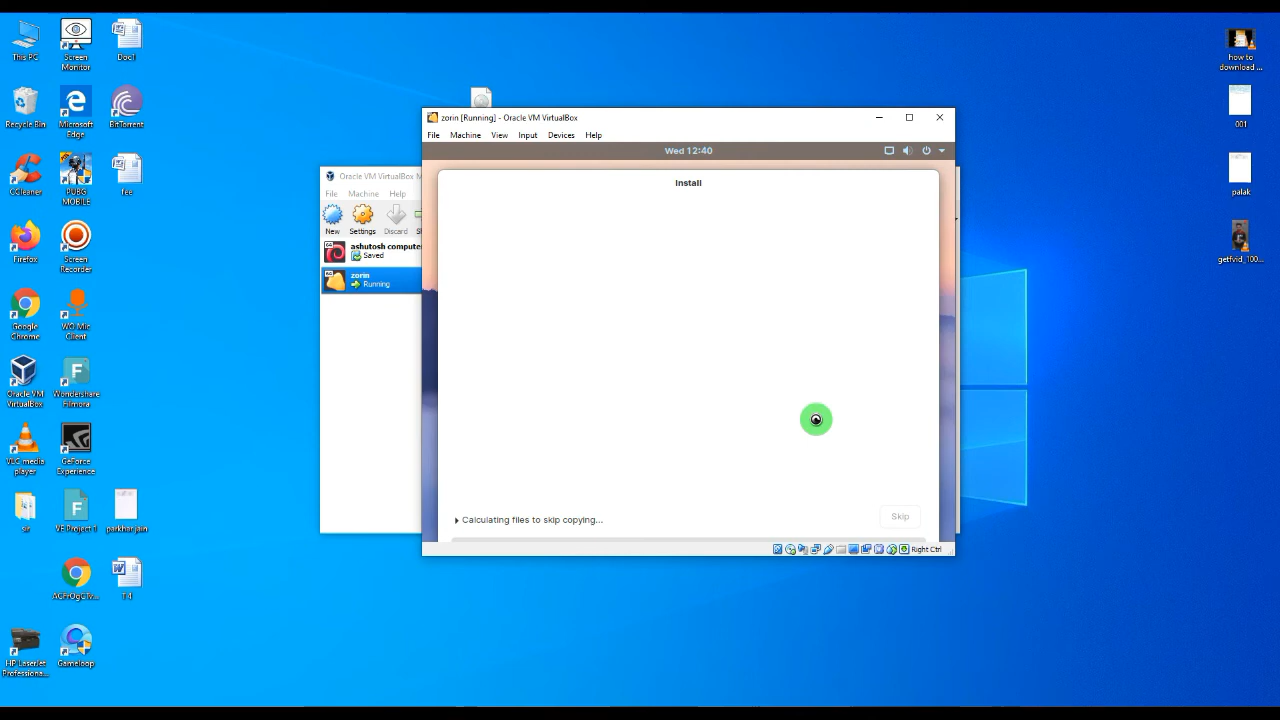 This PC
Screen
Monitor
Doc1
Recycle Bin
Microsoft
Edge
BitTorrent
CCleaner
PUBG
MOBILE
fee
Firefox
Screen
Recorder
Google
Chrome
WO Mic
Client
Oracle VM
VirtualBox
Wondershare
Filmora
VLC media
player
GeForce
Experience
sir
VF Project 1
parkhar jain
T4
HP LaserJet
Professiona...
Gameloop
how to
download ...
001
palak
getfvid_100...
Oracle VM VirtualBox M
File Machine Help
New Settings Discard
ashutosh compute
Saved
zorin
Running
zorin [Running] - Oracle VM VirtualBox
File Machine View Input Devices Help
Wed 12:40
Install
Calculating files to skip copying...
Skip
Right Ctrl